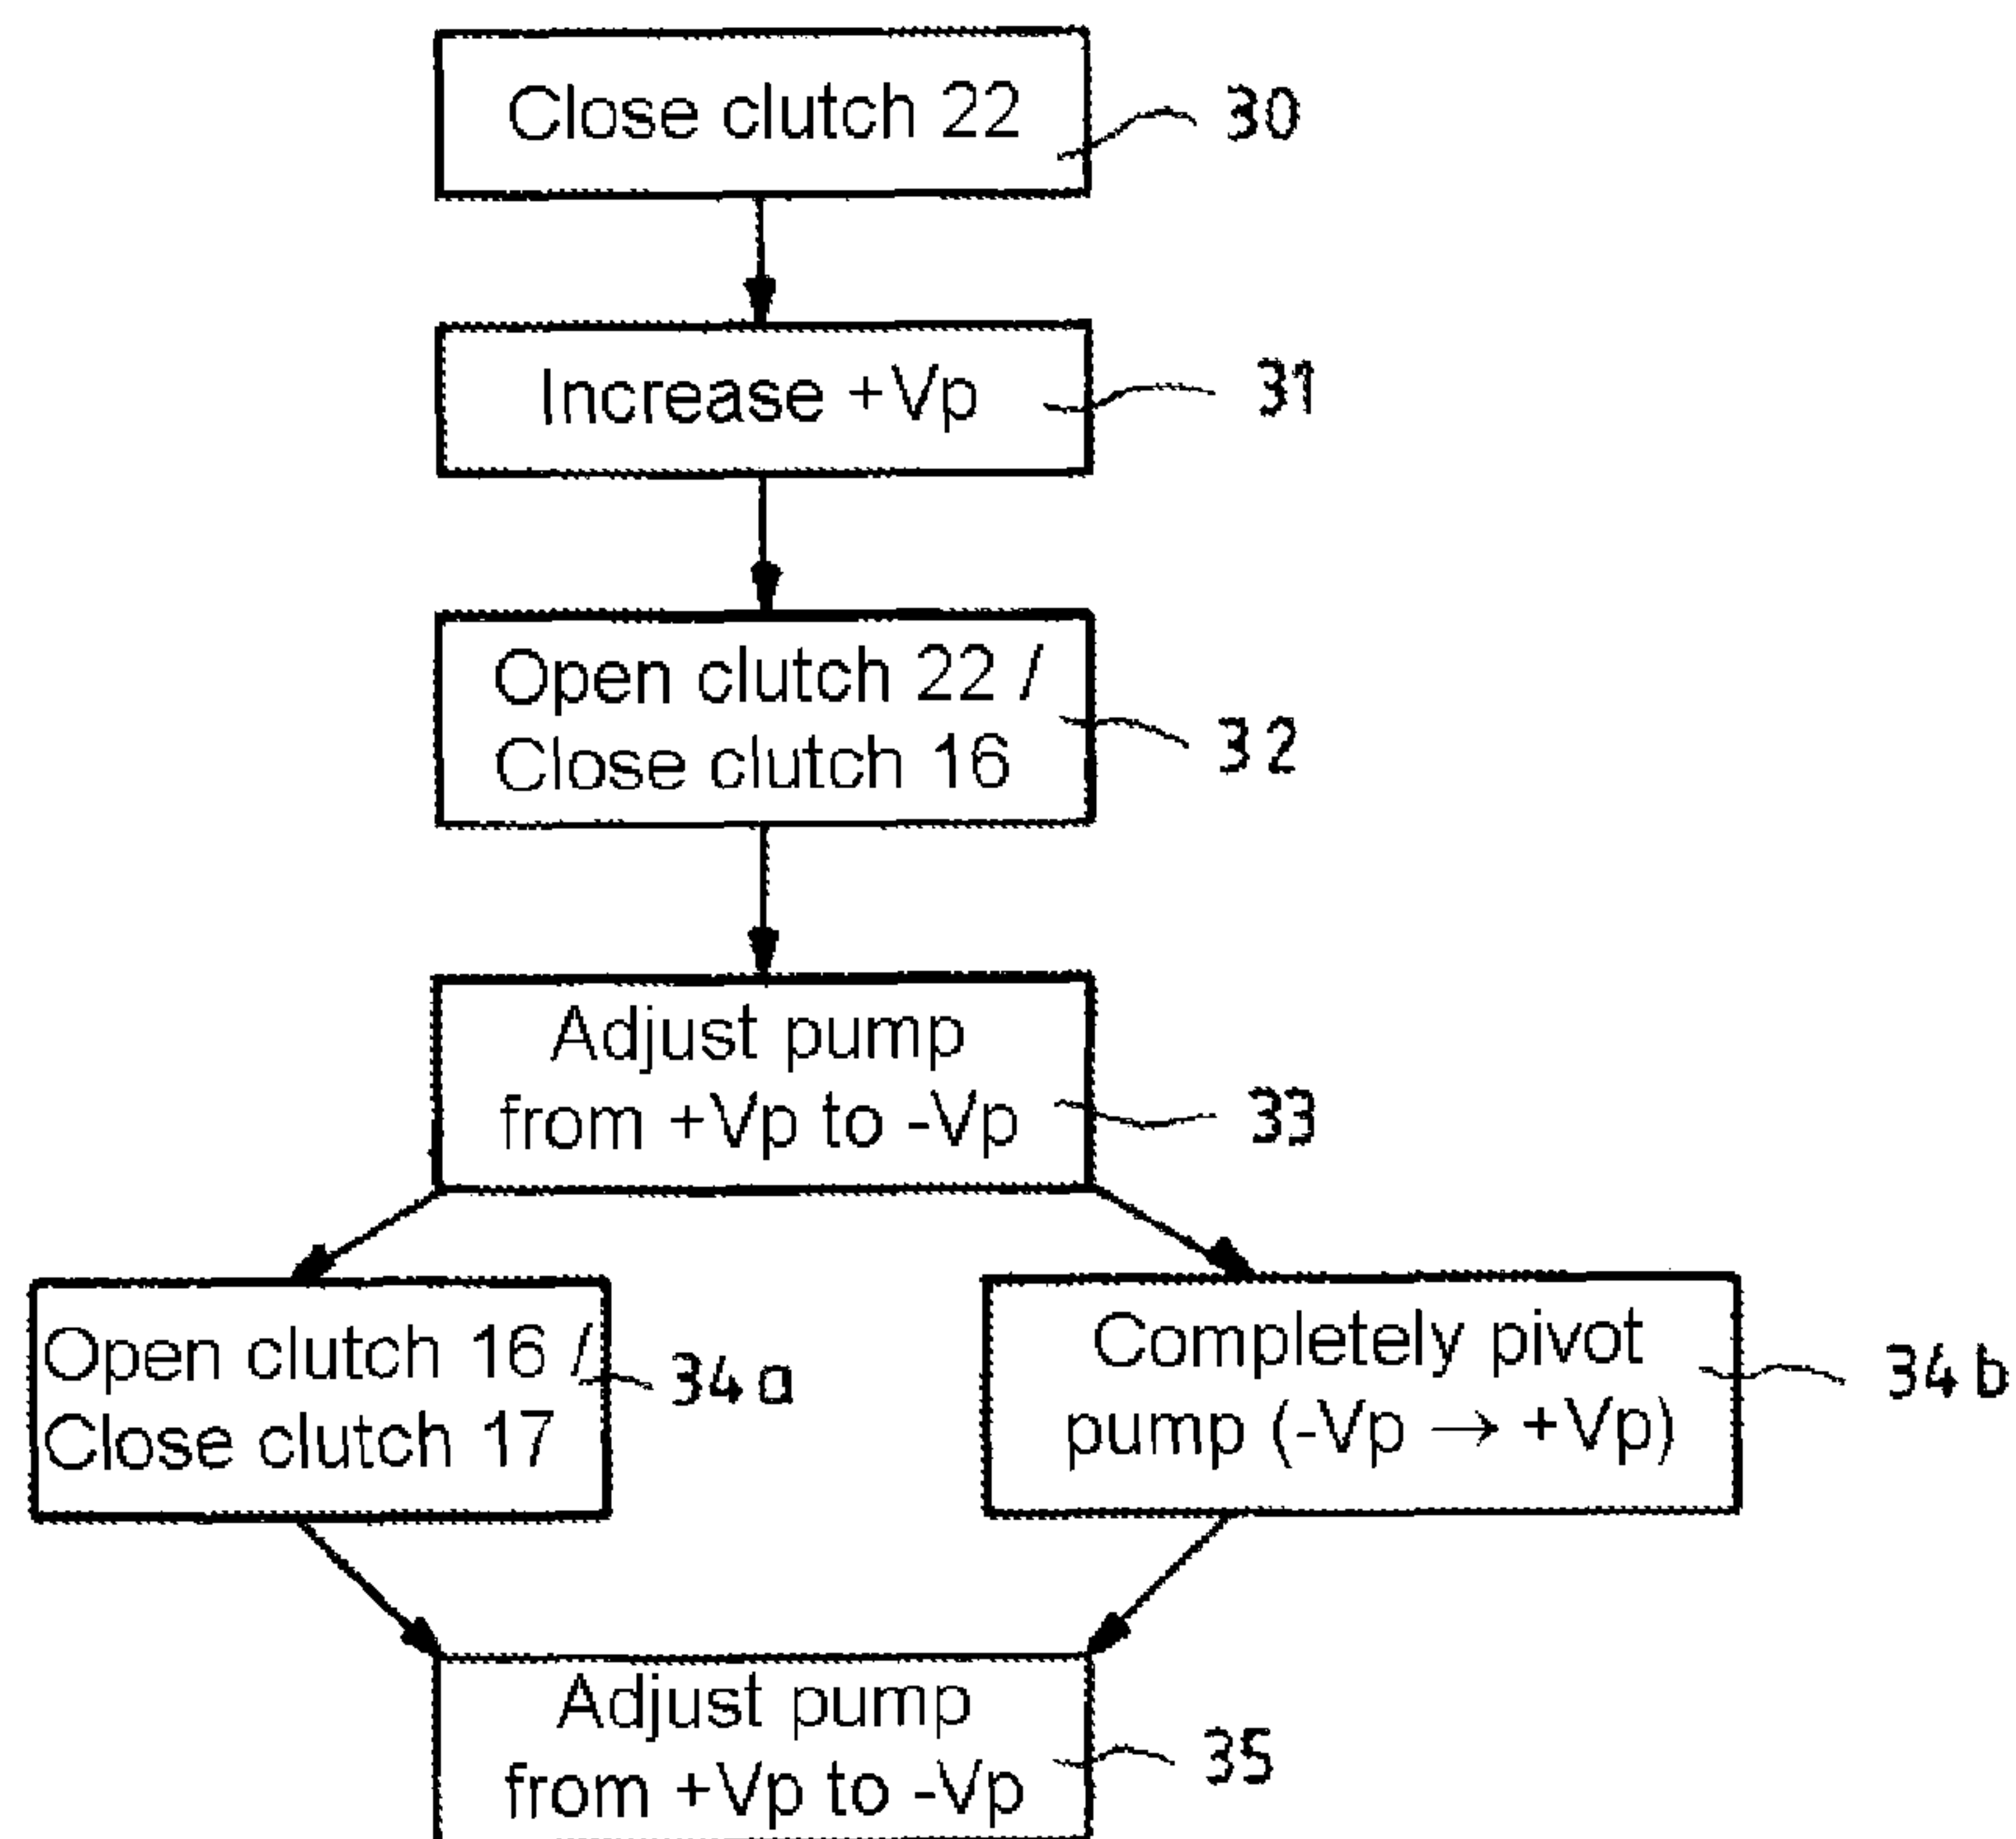 Close clutch 22
30
Increase +Vp
31
Open clutch 22 /
Close clutch 16
32
Adjust pump
from +Vp to -Vp
33
Open clutch 16 /
Close clutch 17
34a
Completely pivot
pump (-Vp → +Vp)
34b
Adjust pump
from +Vp to -Vp
35